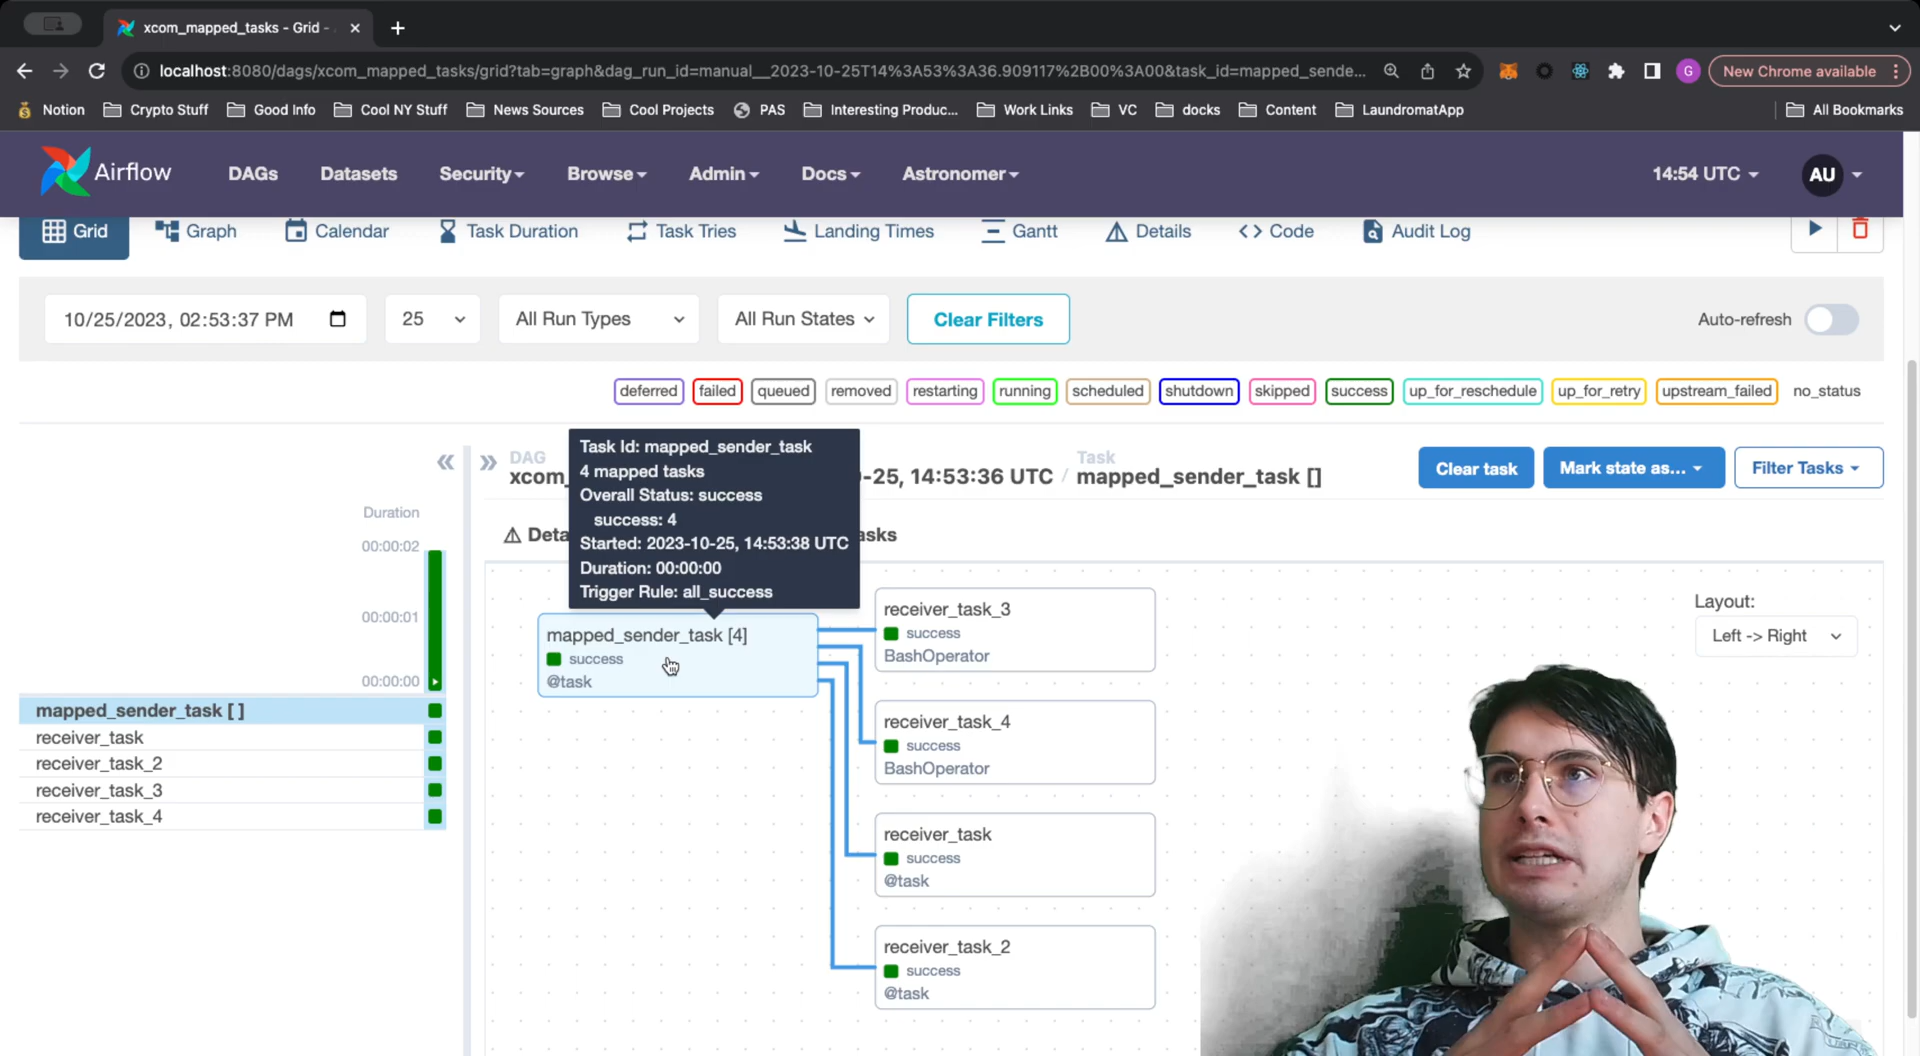 xcom_mapped_tasks - Grid -
localhost:8080/dags/xcom_mapped_tasks/grid?tab=graph&dag_run_id=manual__2023-10-25T14%3A53%3A36.909117%2B00%3A00&task_id=mapped_sende...
G
New Chrome available
Notion
Crypto Stuff
Good Info
Cool NY Stuff
News Sources
Cool Projects
PAS
Interesting Produc...
Work Links
VC
docks
Content
LaundromatApp
All Bookmarks
Airflow
DAGs
Datasets
Security
Browse
Admin
Docs
Astronomer
14:54 UTC
AU
Grid
Graph
Calendar
Task Duration
Task Tries
Landing Times
Gantt
Details
Code
Audit Log
10/25/2023, 02:53:37 PM
25
All Run Types
All Run States
Clear Filters
Auto-refresh
deferred
failed
queued
removed
restarting
running
scheduled
shutdown
skipped
success
up_for_reschedule
up_for_retry
upstream_failed
no_status
Task Id: mapped_sender_task
4 mapped tasks
Overall Status: success
success: 4
Started: 2023-10-25, 14:53:38 UTC
Duration: 00:00:00
Trigger Rule: all_success
DAG
xcom_
-25, 14:53:36 UTC
/
Task
mapped_sender_task []
Clear task
Mark state as...
Filter Tasks
Deta
asks
Duration
00:00:02
00:00:01
00:00:00
mapped_sender_task [ ]
receiver_task
receiver_task_2
receiver_task_3
receiver_task_4
mapped_sender_task [4]
success
@task
receiver_task_3
success
BashOperator
receiver_task_4
success
BashOperator
receiver_task
success
@task
receiver_task_2
success
@task
Layout:
Left -> Right